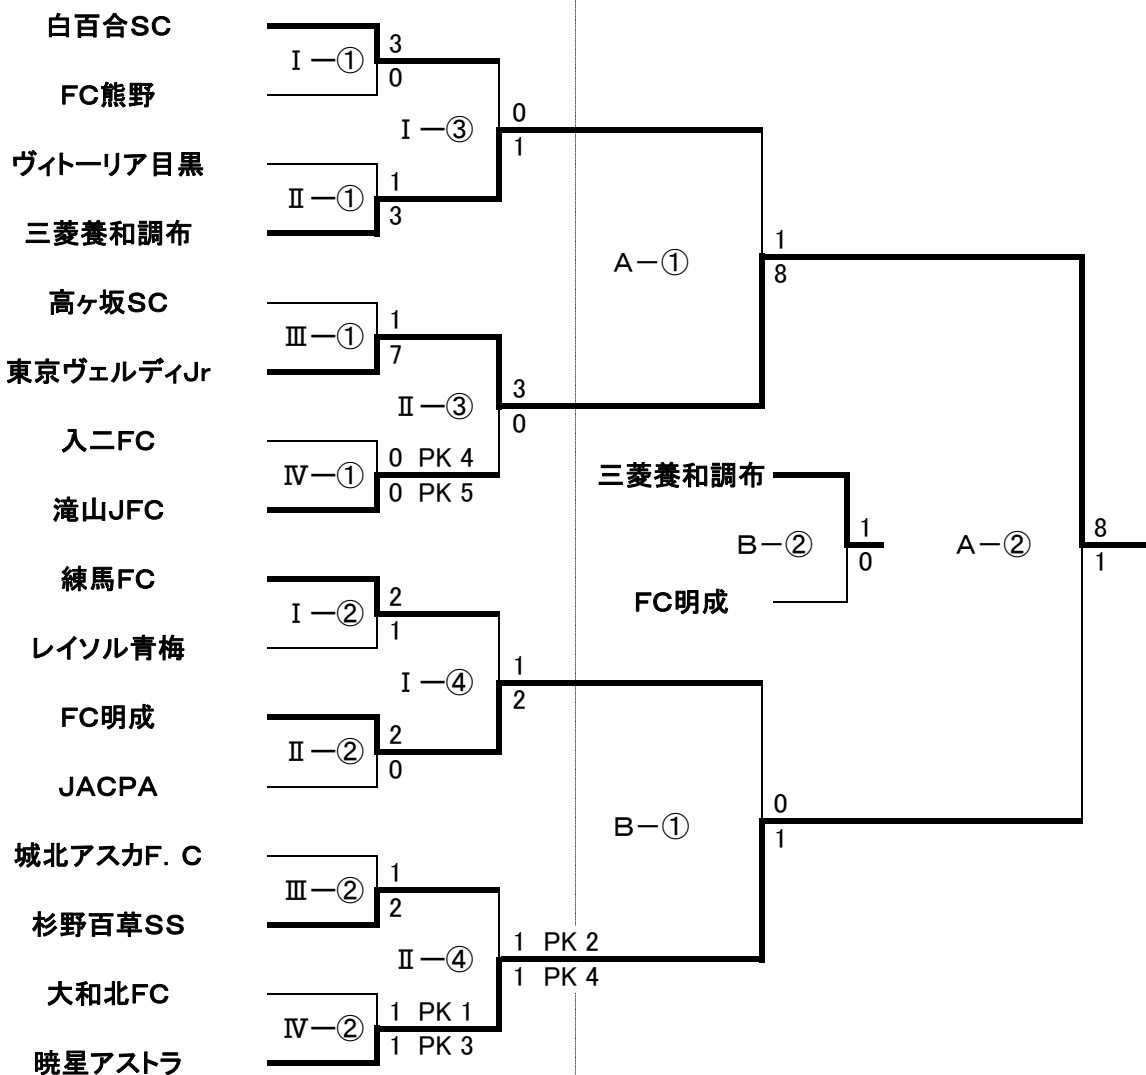 白百合SC
Ⅰ－①
3
0
FC熊野
Ⅰ－③
0
1
ヴィトーリア目黒
Ⅱ－①
1
3
三菱養和調布
A－①
1
8
高ヶ坂SC
Ⅲ－①
1
7
東京ヴェルディJr
Ⅱ－③
3
0
入二FC
Ⅳ－①
0 PK 4
0 PK 5
滝山JFC
三菱養和調布
B－②
1
0
FC明成
A－②
8
1
練馬FC
Ⅰ－②
2
1
レイソル青梅
Ⅰ－④
1
2
FC明成
Ⅱ－②
2
0
JACPA
B－①
0
1
城北アスカF．C
Ⅲ－②
1
2
杉野百草SS
Ⅱ－④
1 PK 2
1 PK 4
大和北FC
Ⅳ－②
1 PK 1
1 PK 3
暁星アストラ